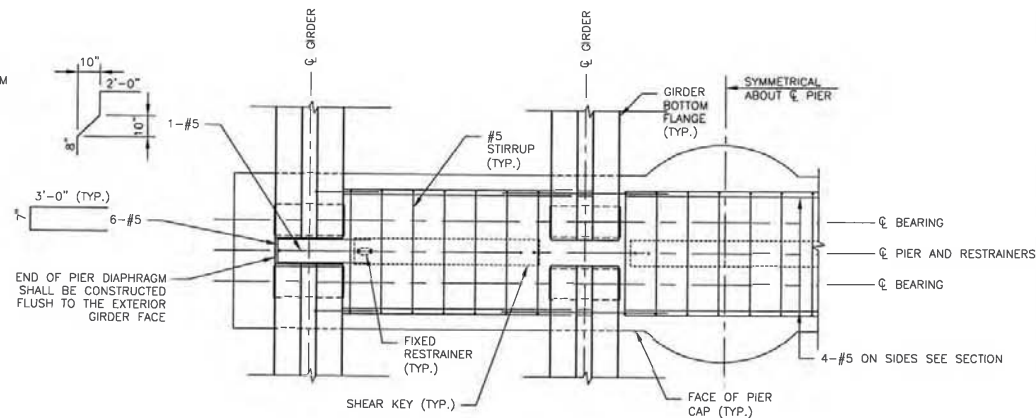 ℄ GIRDER
℄ GIRDER
M
10"
2'-0"
10"
8"
1-#5
#5
STIRRUP
(TYP.)
GIRDER
BOTTOM
FLANGE
(TYP.)
SYMMETRICAL
ABOUT ℄ PIER
3'-0" (TYP.)
7"
6-#5
END OF PIER DIAPHRAGM
SHALL BE CONSTRUCTED
FLUSH TO THE EXTERIOR
GIRDER FACE
℄ BEARING
℄ PIER AND RESTRAINERS
℄ BEARING
FIXED
RESTRAINER
(TYP.)
SHEAR KEY (TYP.)
FACE OF PIER
CAP (TYP.)
4-#5 ON SIDES SEE SECTION